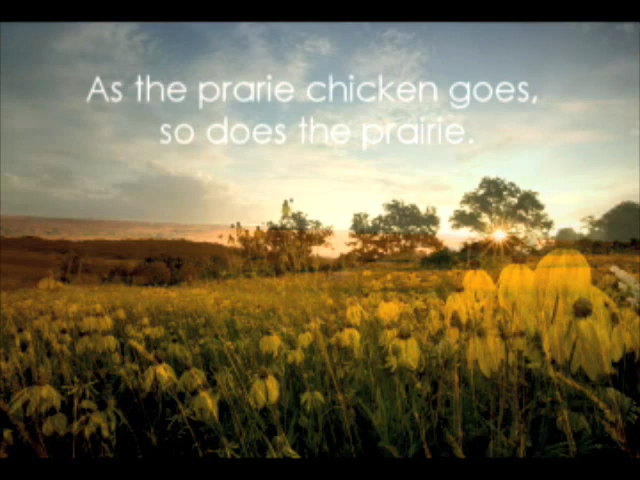 As the prarie chicken goes,
so does the prairie.